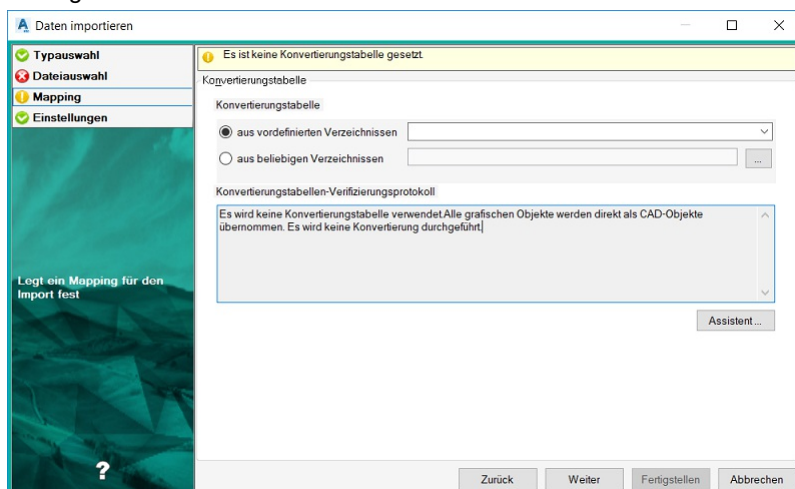 Daten importieren
Typauswahl
Dateiauswahl
Mapping
Einstellungen
Legt ein Mapping für den
Import fest
?
Es ist keine Konvertierungstabelle gesetzt.
Konvertierungstabelle
Konvertierungstabelle
aus vordefinierten Verzeichnissen
aus beliebigen Verzeichnissen
...
Konvertierungstabellen-Verifizierungsprotokoll
Es wird keine Konvertierungstabelle verwendet.Alle grafischen Objekte werden direkt als CAD-Objekte
übernommen. Es wird keine Konvertierung durchgeführt.
Assistent ...
Zurück
Weiter
Fertigstellen
Abbrechen